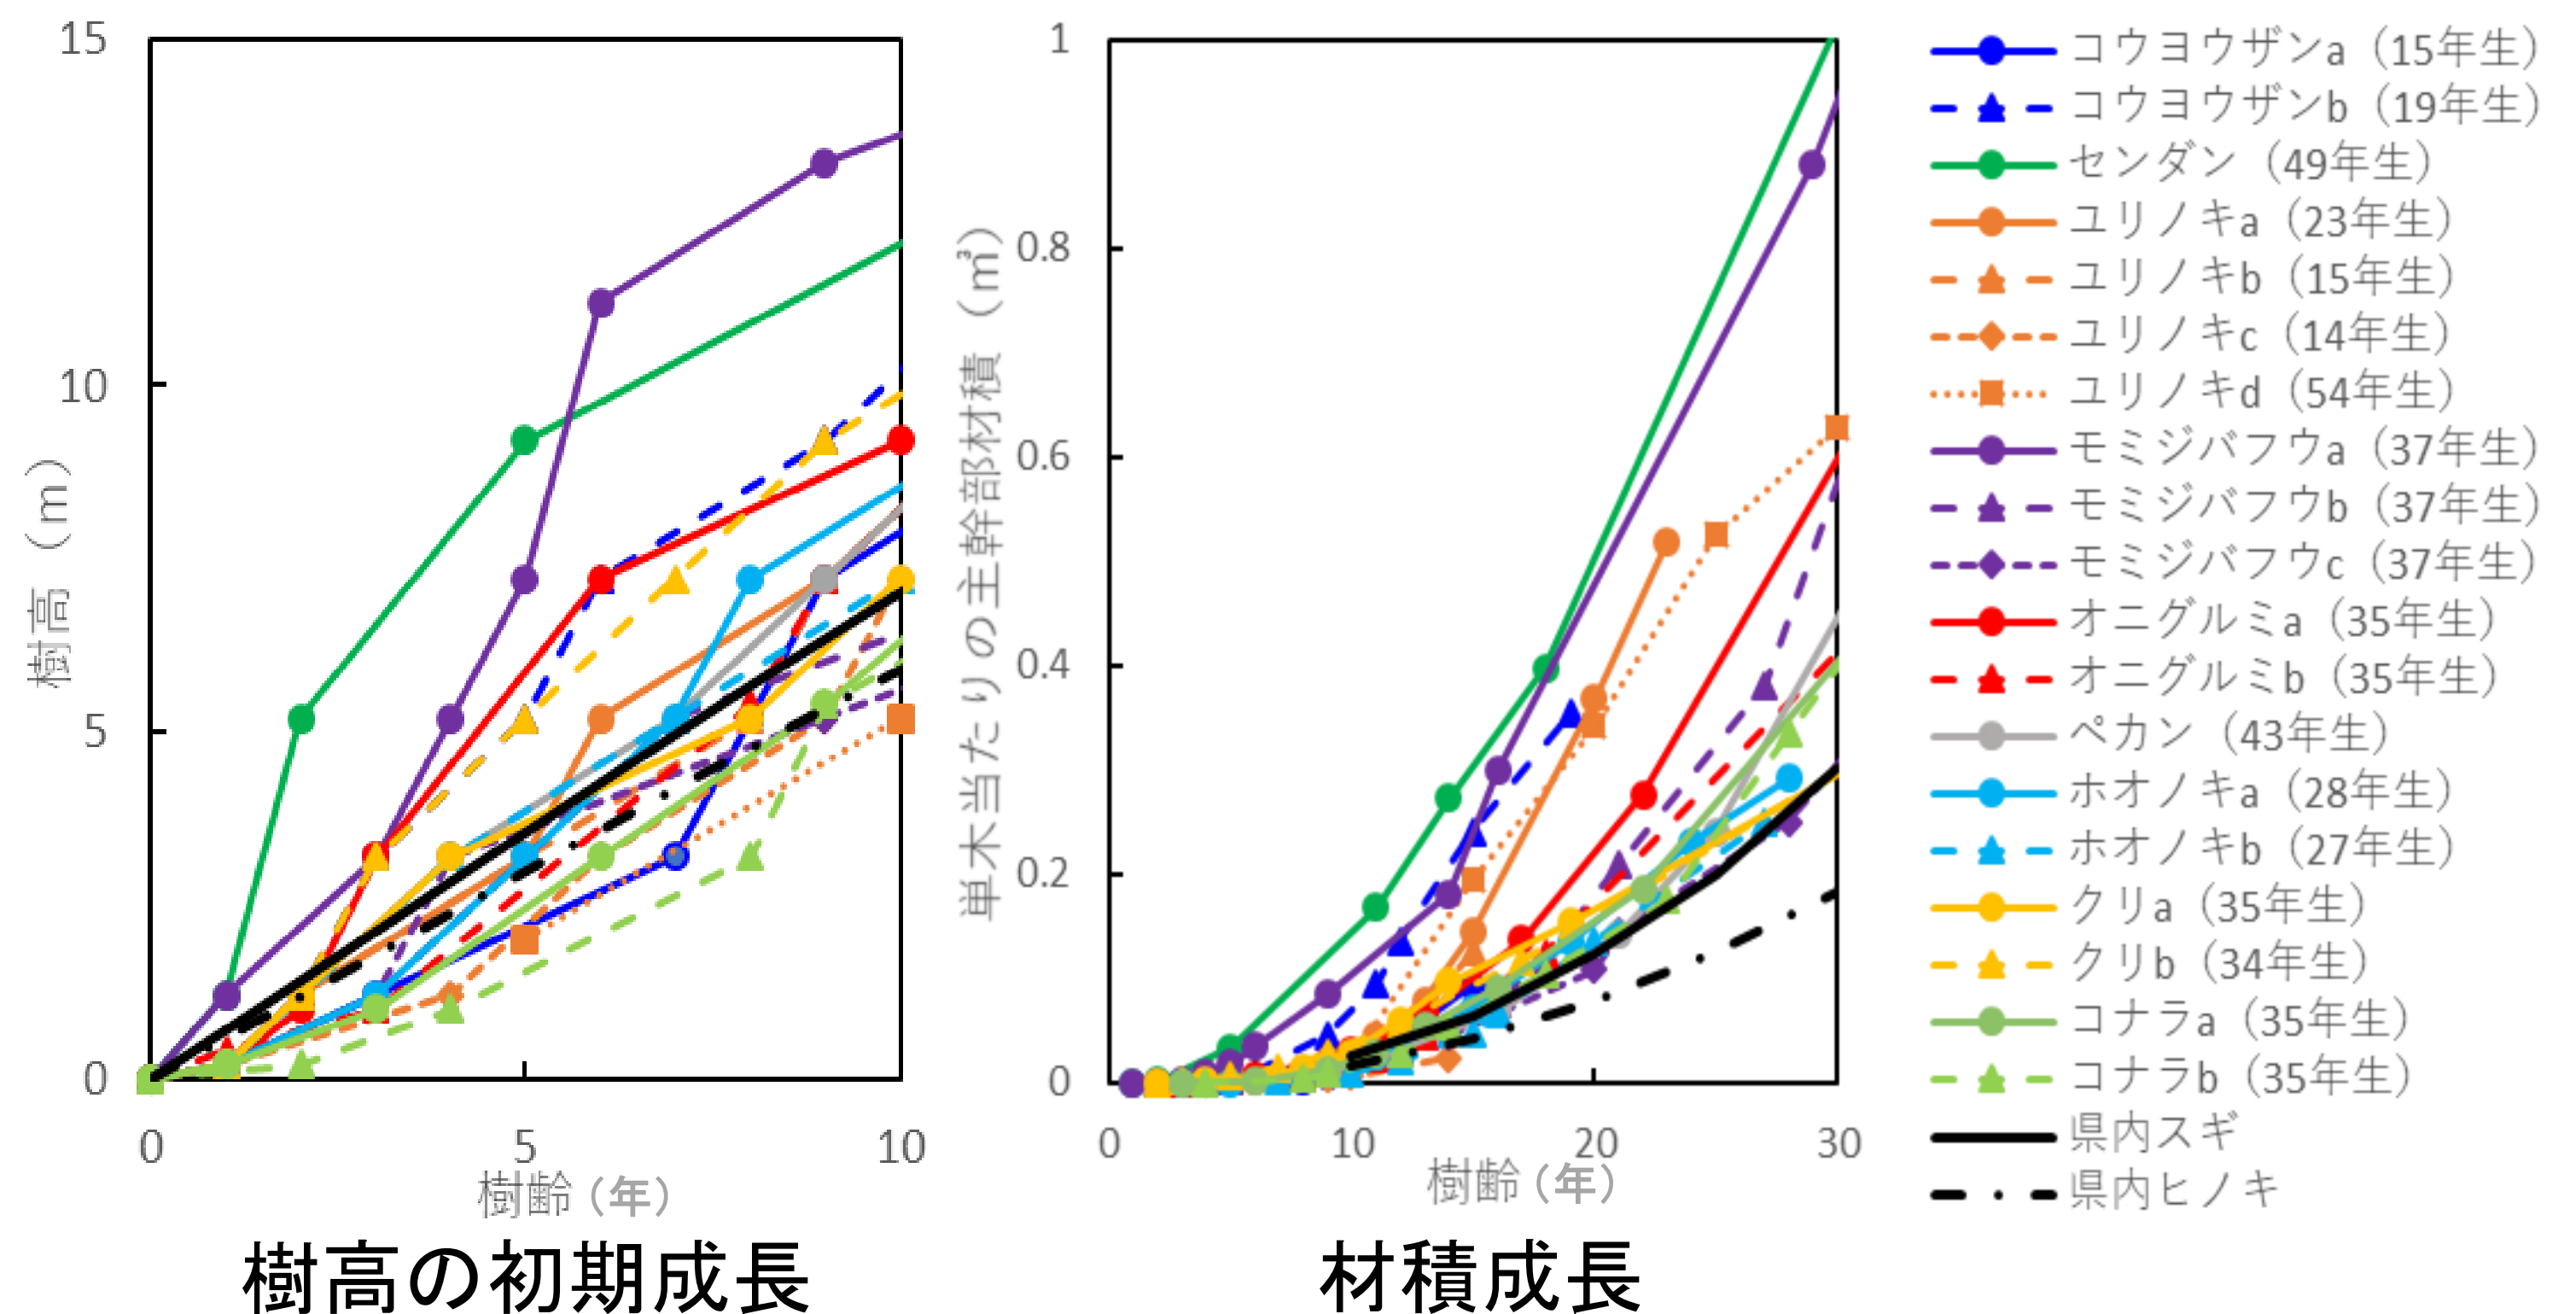 15
10
5
0
樹高（m）
0
5
10
樹齢（年）
樹高の初期成長
1
0.8
0.6
0.4
0.2
0
単木当たりの主幹部材積（㎥）
0
10
20
30
樹齢（年）
材積成長
コウヨウザンa（15年生）
コウヨウザンb（19年生）
センダン（49年生）
ユリノキa（23年生）
ユリノキb（15年生）
ユリノキc（14年生）
ユリノキd（54年生）
モミジバフウa（37年生）
モミジバフウb（37年生）
モミジバフウc（37年生）
オニグルミa（35年生）
オニグルミb（35年生）
ペカン（43年生）
ホオノキa（28年生）
ホオノキb（27年生）
クリa（35年生）
クリb（34年生）
コナラa（35年生）
コナラb（35年生）
県内スギ
県内ヒノキ